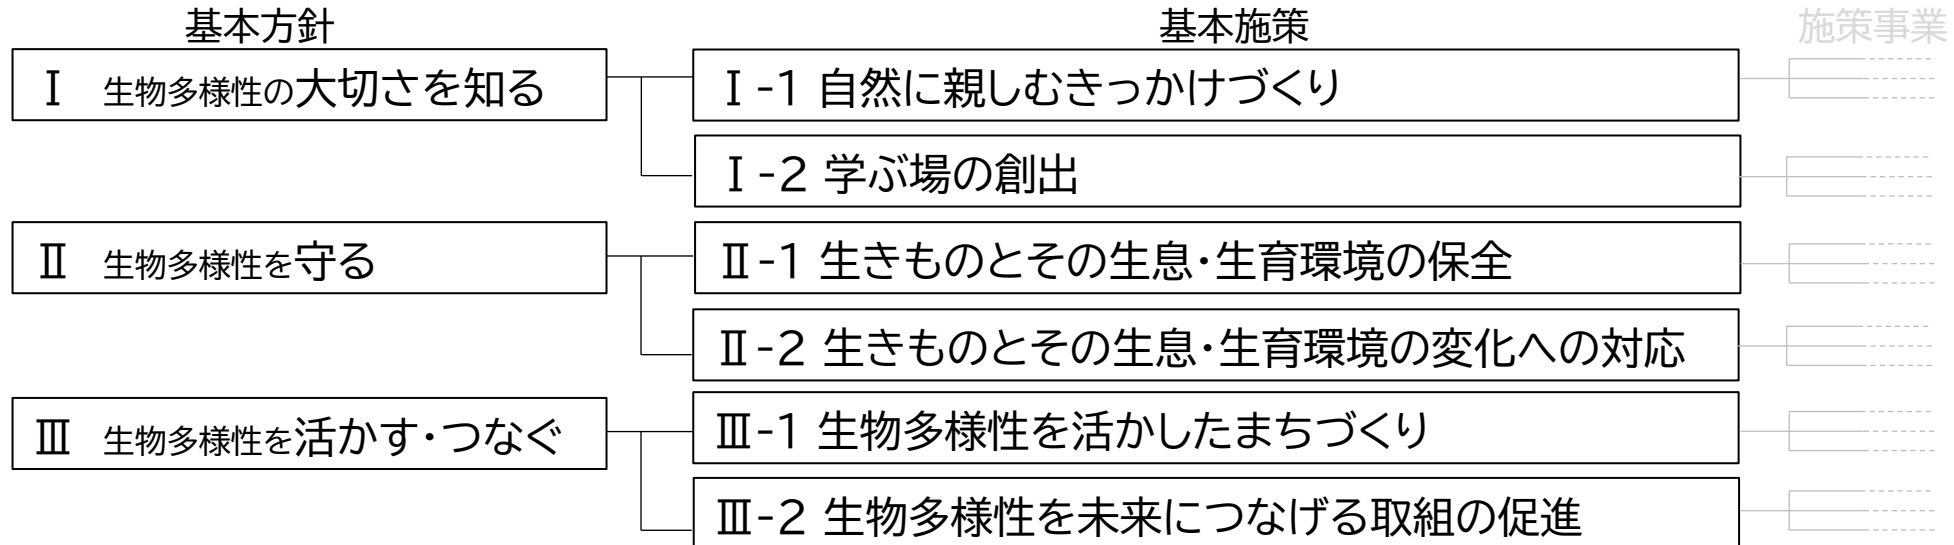 基本方針 基本施策 施策事業
Ⅰ 生物多様性の大切さを知る
Ⅰ-1 自然に親しむきっかけづくり
Ⅰ-2 学ぶ場の創出
Ⅱ 生物多様性を守る
Ⅱ-1 生きものとその生息・生育環境の保全
Ⅱ-2 生きものとその生息・生育環境の変化への対応
Ⅲ 生物多様性を活かす・つなぐ
Ⅲ-1 生物多様性を活かしたまちづくり
Ⅲ-2 生物多様性を未来につなげる取組の促進